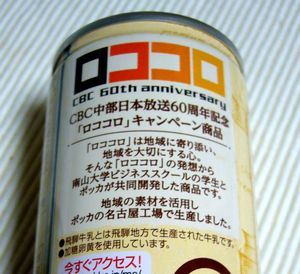 ロココロ
CBC 60th anniversary
CBC中部日本放送60周年記念
「ロココロ」キャンペーン商品
「ロココロ」は地域に寄り添い、
地域を大切にする心。
そんな「ロココロ」の発想から
南山大学ビジネススクールの学生と
ポッカが共同開発した商品です。
地域の素材を活用し
ポッカの名古屋工場で生産しました。
●飛騨牛乳とは飛騨地方で生産された牛乳です。
●加糖卵黄を使用しています。
今すぐアクセス!